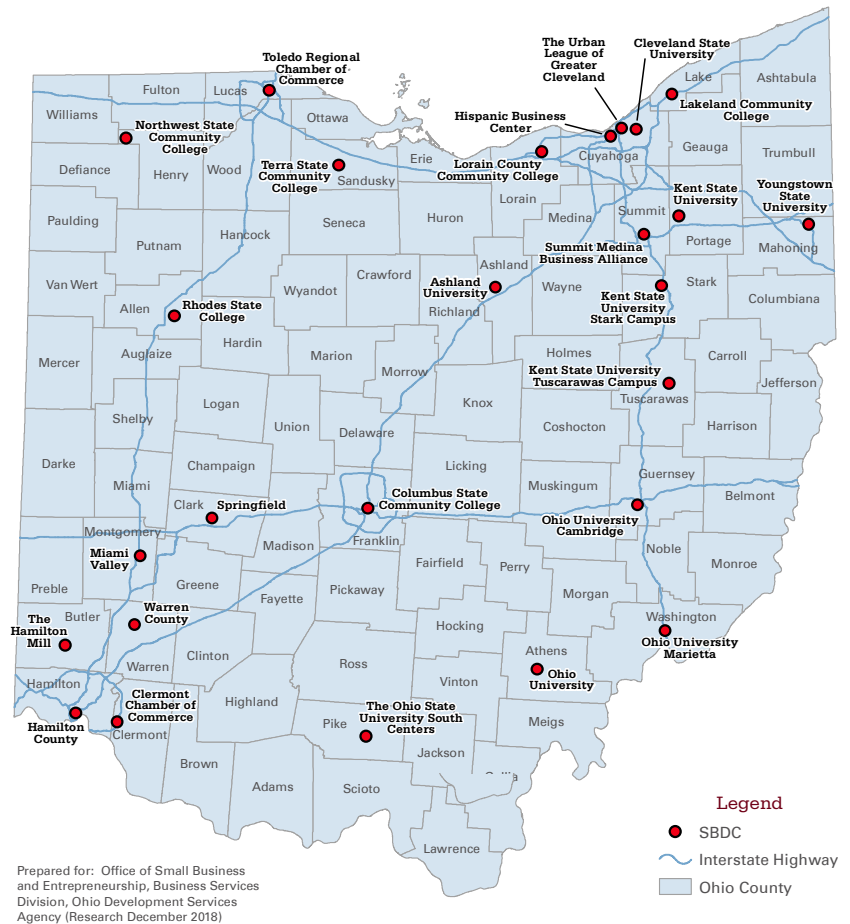 Toledo Regional
Chamber of
Commerce
The Urban
League of
Greater
Cleveland
Cleveland State
University
Lake
Ashtabula
Fulton
Lucas
Williams
Ottawa
Hispanic Business
Center
Lakeland Community
College
Northwest State
Community
College
Erie
Cuyahoga
Geauga
Trumbull
Defiance
Henry
Wood
Terra State
Community
College
Sandusky
Lorain County
Community College
Lorain
Kent State
University
Youngstown
State
University
Paulding
Seneca
Huron
Medina
Summit
Putnam
Hancock
Summit Medina
Business Alliance
Portage
Mahoning
Van Wert
Wyandot
Crawford
Ashland
Ashland
University
Richland
Wayne
Stark
Columbiana
Allen
Rhodes State
College
Kent State
University
Stark Campus
Mercer
Auglaize
Hardin
Marion
Morrow
Holmes
Carroll
Kent State University
Tuscarawas Campus
Tuscarawas
Jefferson
Shelby
Logan
Union
Delaware
Knox
Coshocton
Harrison
Darke
Champaign
Licking
Miami
Muskingum
Guernsey
Belmont
Clark
Springfield
Columbus State
Community College
Ohio University
Cambridge
Montgomery
Madison
Franklin
Miami
Valley
Noble
Monroe
Preble
Greene
Fayette
Pickaway
Fairfield
Perry
Morgan
The
Hamilton
Mill
Butler
Warren
County
Hocking
Washington
Ohio University
Marietta
Warren
Clinton
Ross
Athens
Ohio
University
Vinton
Hamilton
Hamilton
County
Clermont
Chamber of
Commerce
Clermont
Highland
Pike
The Ohio State
University South
Centers
Meigs
Jackson
Brown
Adams
Scioto
Lawrence
Legend
SBDC
Interstate Highway
Ohio County
Prepared for: Office of Small Business
and Entrepreneurship, Business Services
Division, Ohio Development Services
Agency (Research December 2018)